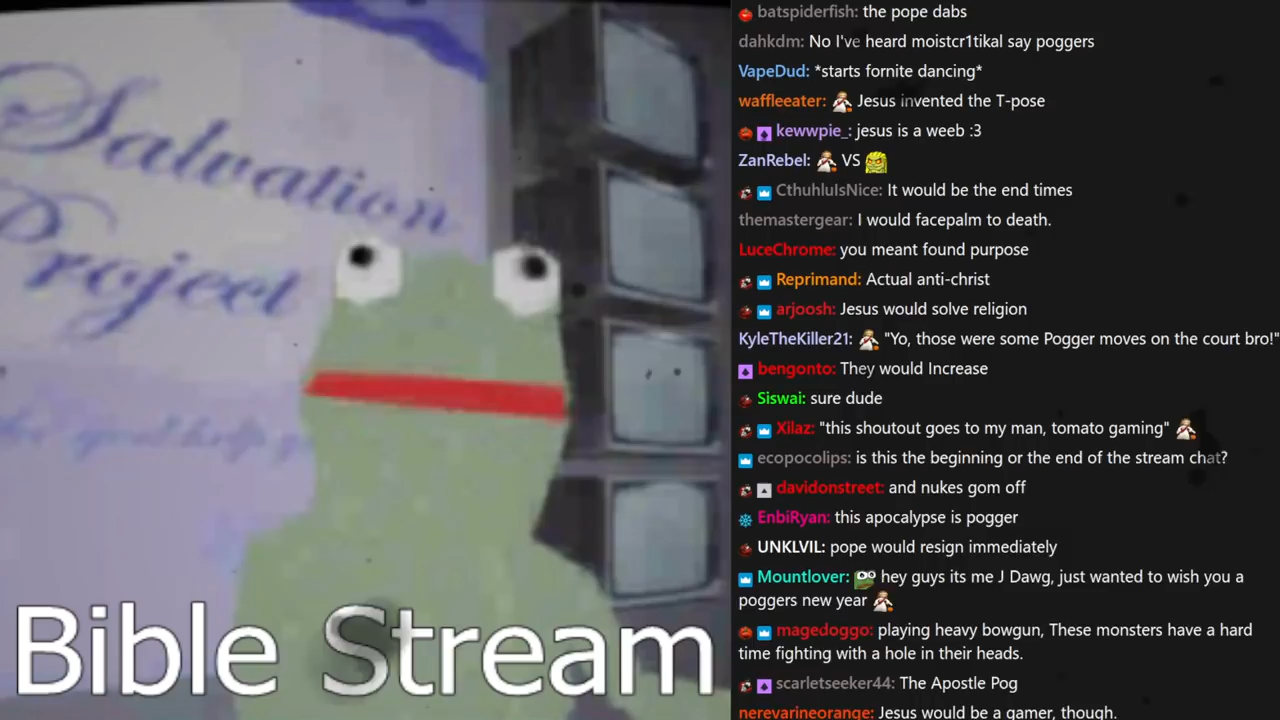 Salvation
Project
Bible Stream
batspiderfish: the pope dabs
dahkdm: No I've heard moistcr1tikal say poggers
VapeDud: *starts fornite dancing*
waffleeater: Jesus invented the T-pose
kewwpie_: jesus is a weeb :3
ZanRebel: VS
CthuhluIsNice: It would be the end times
themastergear: I would facepalm to death.
LuceChrome: you meant found purpose
Reprimand: Actual anti-christ
arjoosh: Jesus would solve religion
KyleTheKiller21: "Yo, those were some Pogger moves on the court bro!"
bengonto: They would Increase
Siswai: sure dude
Xilaz: "this shoutout goes to my man, tomato gaming"
ecopocolips: is this the beginning or the end of the stream chat?
davidonstreet: and nukes gom off
EnbiRyan: this apocalypse is pogger
UNKLVIL: pope would resign immediately
Mountlover: hey guys its me J Dawg, just wanted to wish you a
poggers new year
magedoggo: playing heavy bowgun, These monsters have a hard
time fighting with a hole in their heads.
scarletseeker44: The Apostle Pog
nerevarineorange: Jesus would be a gamer, though.